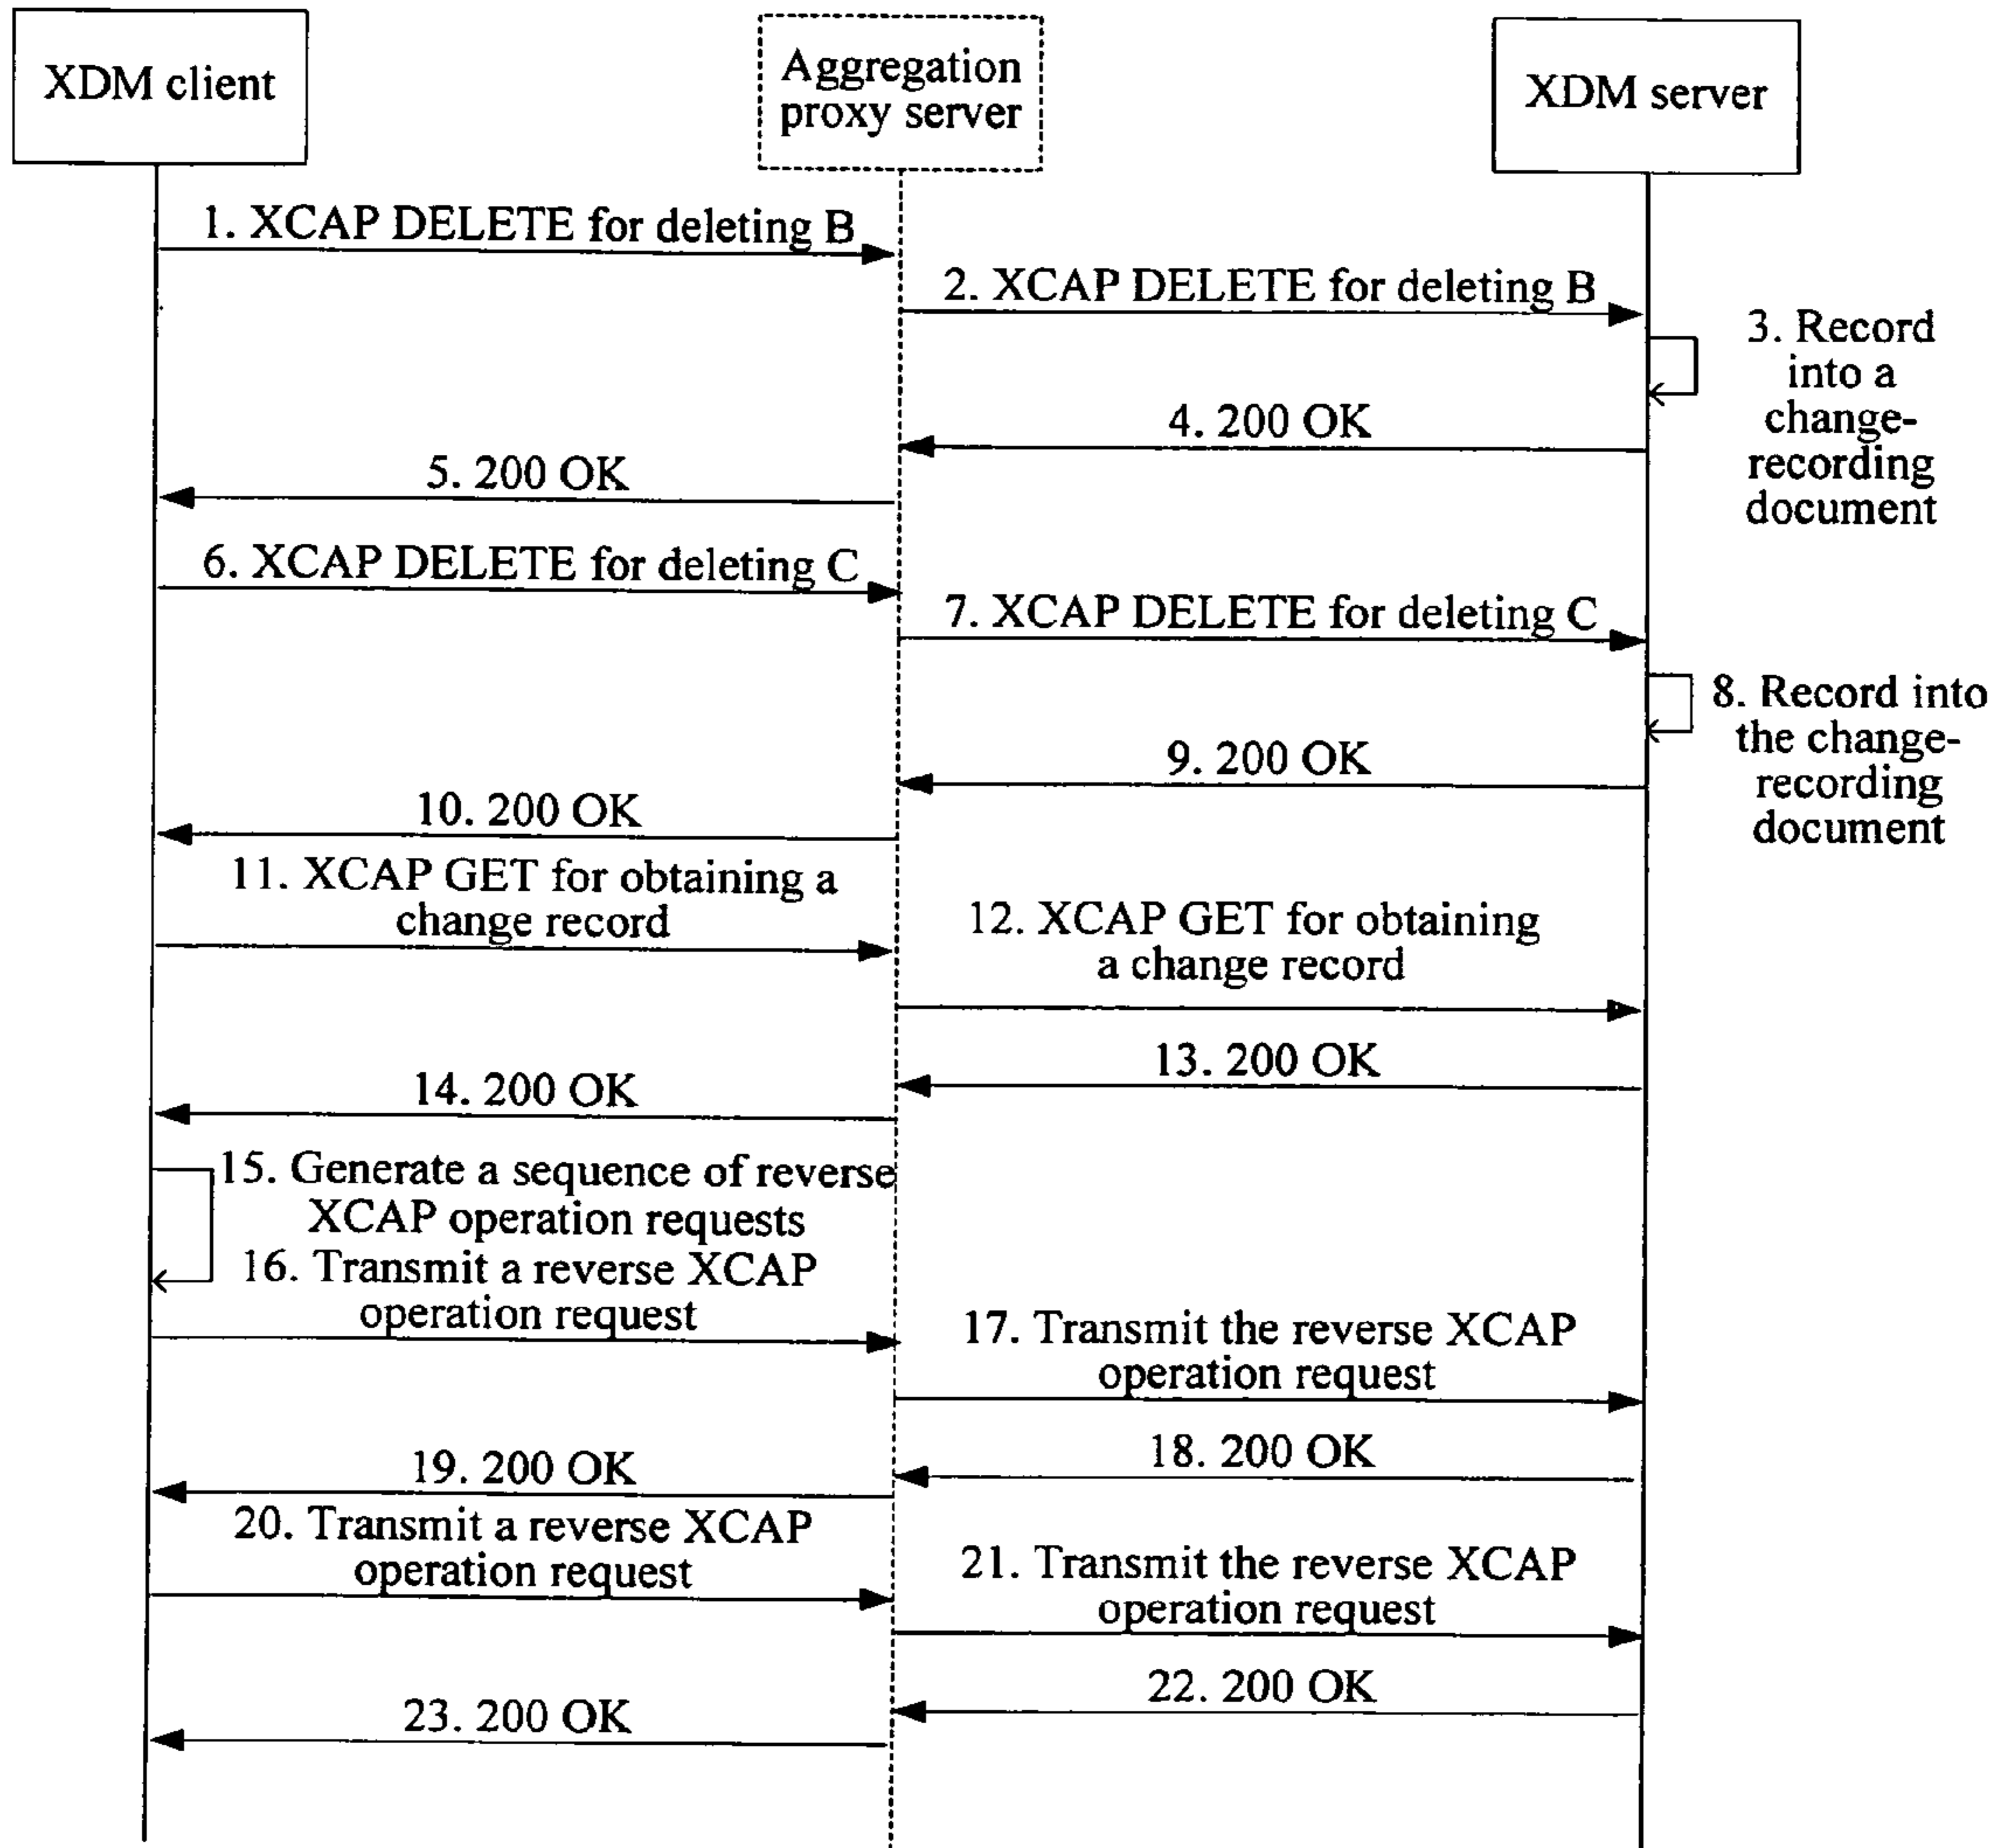 XDM client
Aggregation
proxy server
XDM server
1. XCAP DELETE for deleting B
2. XCAP DELETE for deleting B
3. Record
into a
change-
recording
document
4. 200 OK
5. 200 OK
6. XCAP DELETE for deleting C
7. XCAP DELETE for deleting C
8. Record into
the change-
recording
document
9. 200 OK
10. 200 OK
11. XCAP GET for obtaining a
change record
12. XCAP GET for obtaining
a change record
13. 200 OK
14. 200 OK
15. Generate a sequence of reverse
XCAP operation requests
16. Transmit a reverse XCAP
operation request
17. Transmit the reverse XCAP
operation request
18. 200 OK
19. 200 OK
20. Transmit a reverse XCAP
operation request
21. Transmit the reverse XCAP
operation request
22. 200 OK
23. 200 OK